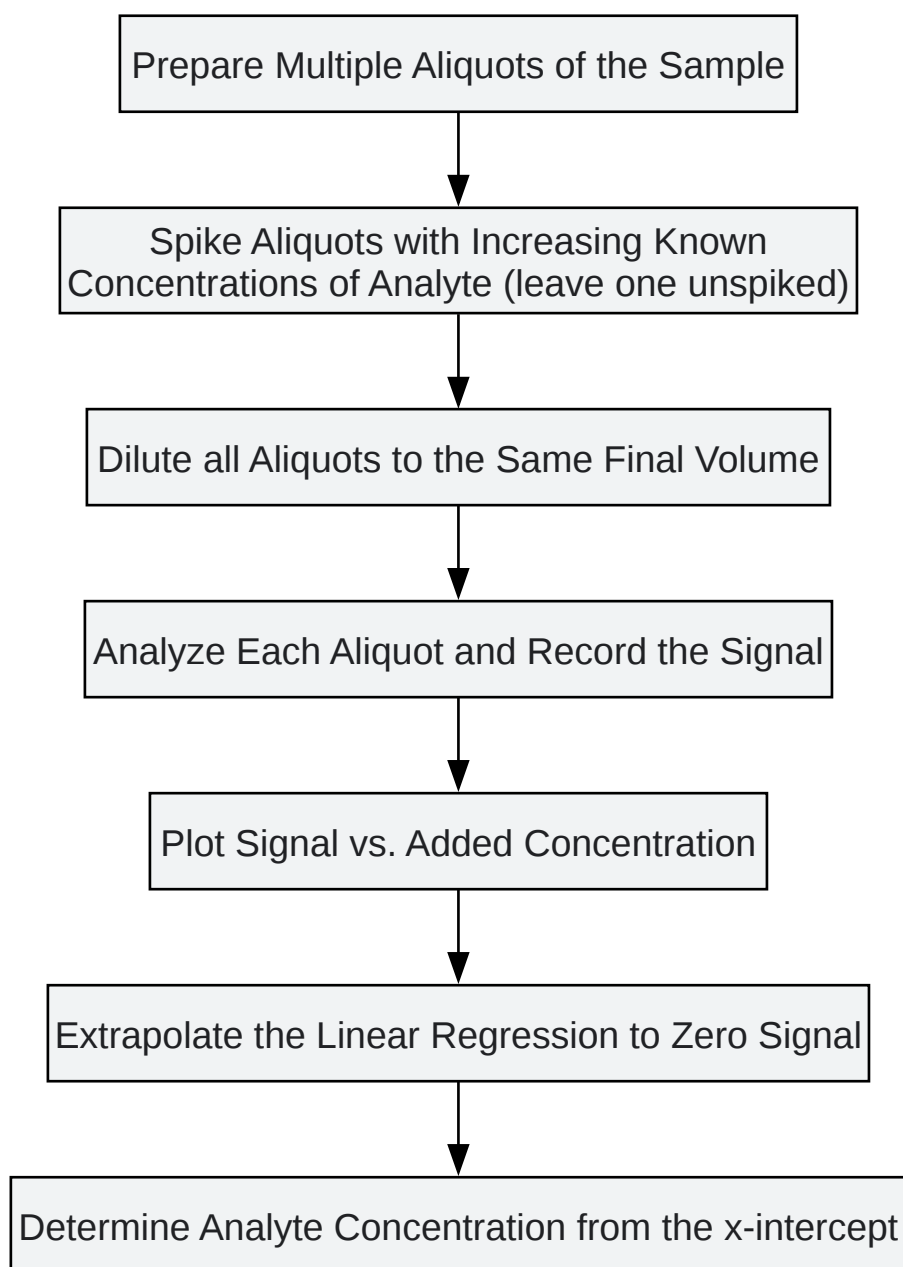 Prepare Multiple Aliquots of the Sample
Spike Aliquots with Increasing Known
Concentrations of Analyte (leave one unspiked)
Dilute all Aliquots to the Same Final Volume
Analyze Each Aliquot and Record the Signal
Plot Signal vs. Added Concentration
Extrapolate the Linear Regression to Zero Signal
Determine Analyte Concentration from the x-intercept